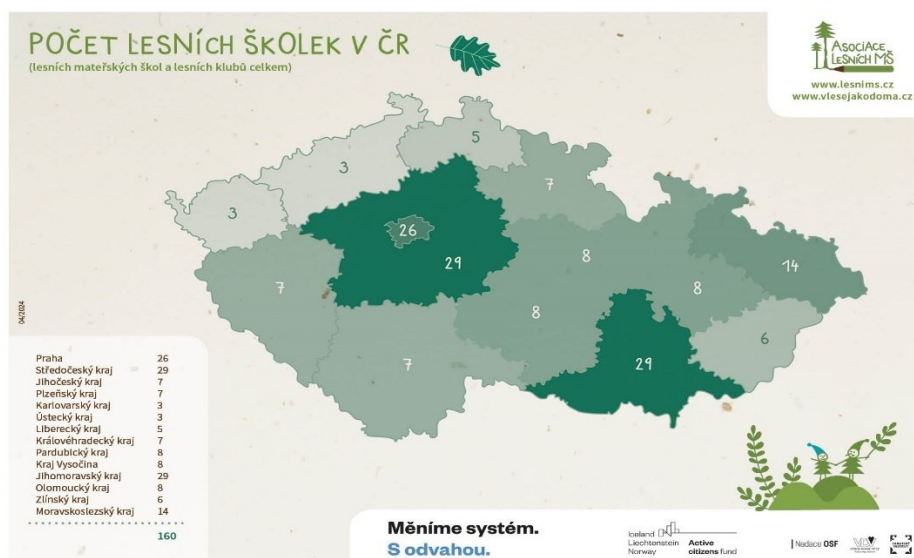 POČET LESNÍCH ŠKOLEK V ČR
(lesních mateřských škol a lesních klubů celkem)
ASOCIACE
LESNÍCH MŠ
www.lesnims.cz
www.vlesejakodoma.cz
5
3
7
3
26
29
8
14
7
8
8
6
7
29
04/2024
Praha 26
Středočeský kraj 29
Jihočeský kraj 7
Plzeňský kraj 7
Karlovarský kraj 3
Ústecký kraj 3
Liberecký kraj 5
Královéhradecký kraj 7
Pardubický kraj 8
Kraj Vysočina 8
Jihomoravský kraj 29
Olomoucký kraj 8
Zlínský kraj 6
Moravskoslezský kraj 14
160
Měníme systém.
S odvahou.
Iceland
Liechtenstein Active
Norway citizens fund
Nadace OSF